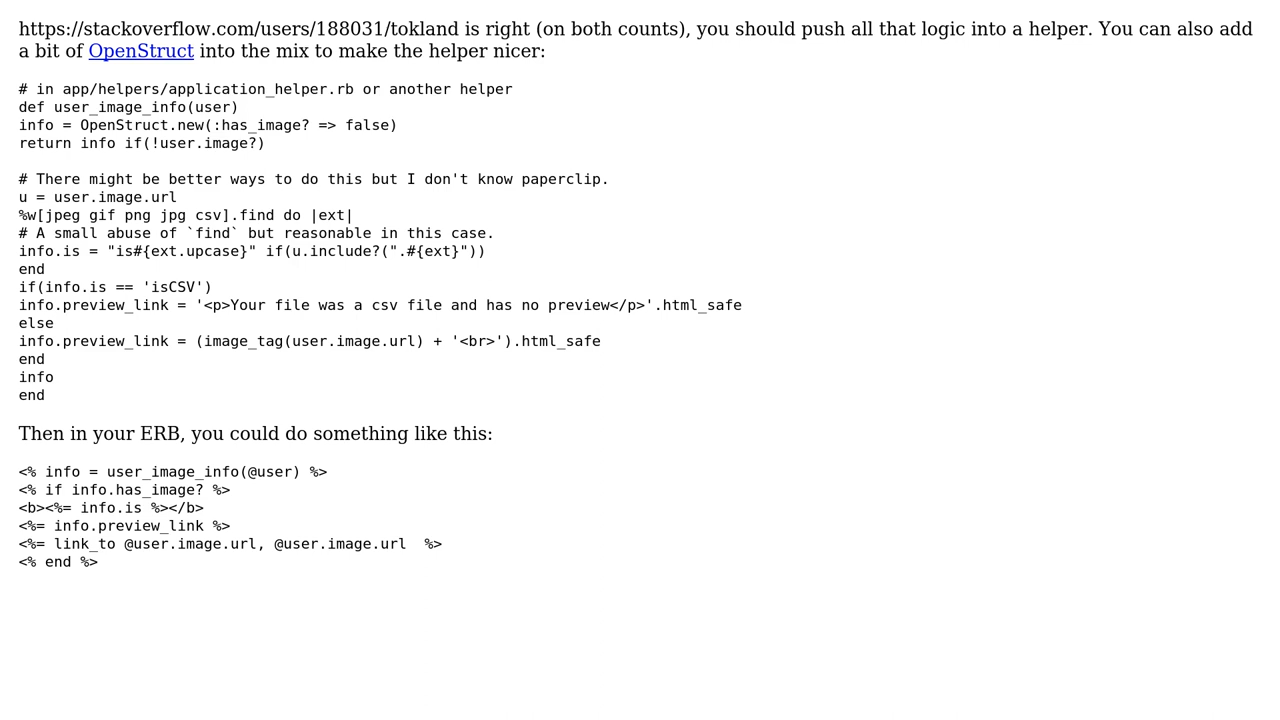 https://stackoverflow.com/users/188031/tokland is right (on both counts), you should push all that logic into a helper. You can also add
a bit of OpenStruct into the mix to make the helper nicer:
# in app/helpers/application_helper.rb or another helper
def user_image_info(user)
info = OpenStruct.new(:has_image? => false)
return info if(!user.image?)
# There might be better ways to do this but I don't know paperclip.
u = user.image.url
%w[jpeg gif png jpg csv].find do |ext|
# A small abuse of `find` but reasonable in this case.
info.is = "is#{ext.upcase}" if(u.include?(".#{ext}"))
end
if(info.is == 'isCSV')
info.preview_link = '<p>Your file was a csv file and has no preview</p>'.html_safe
else
info.preview_link = (image_tag(user.image.url) + '<br>').html_safe
end
info
end
Then in your ERB, you could do something like this:
<% info = user_image_info(@user) %>
<% if info.has_image? %>
<b><%= info.is %></b>
<%= info.preview_link %>
<%= link_to @user.image.url, @user.image.url  %>
<% end %>